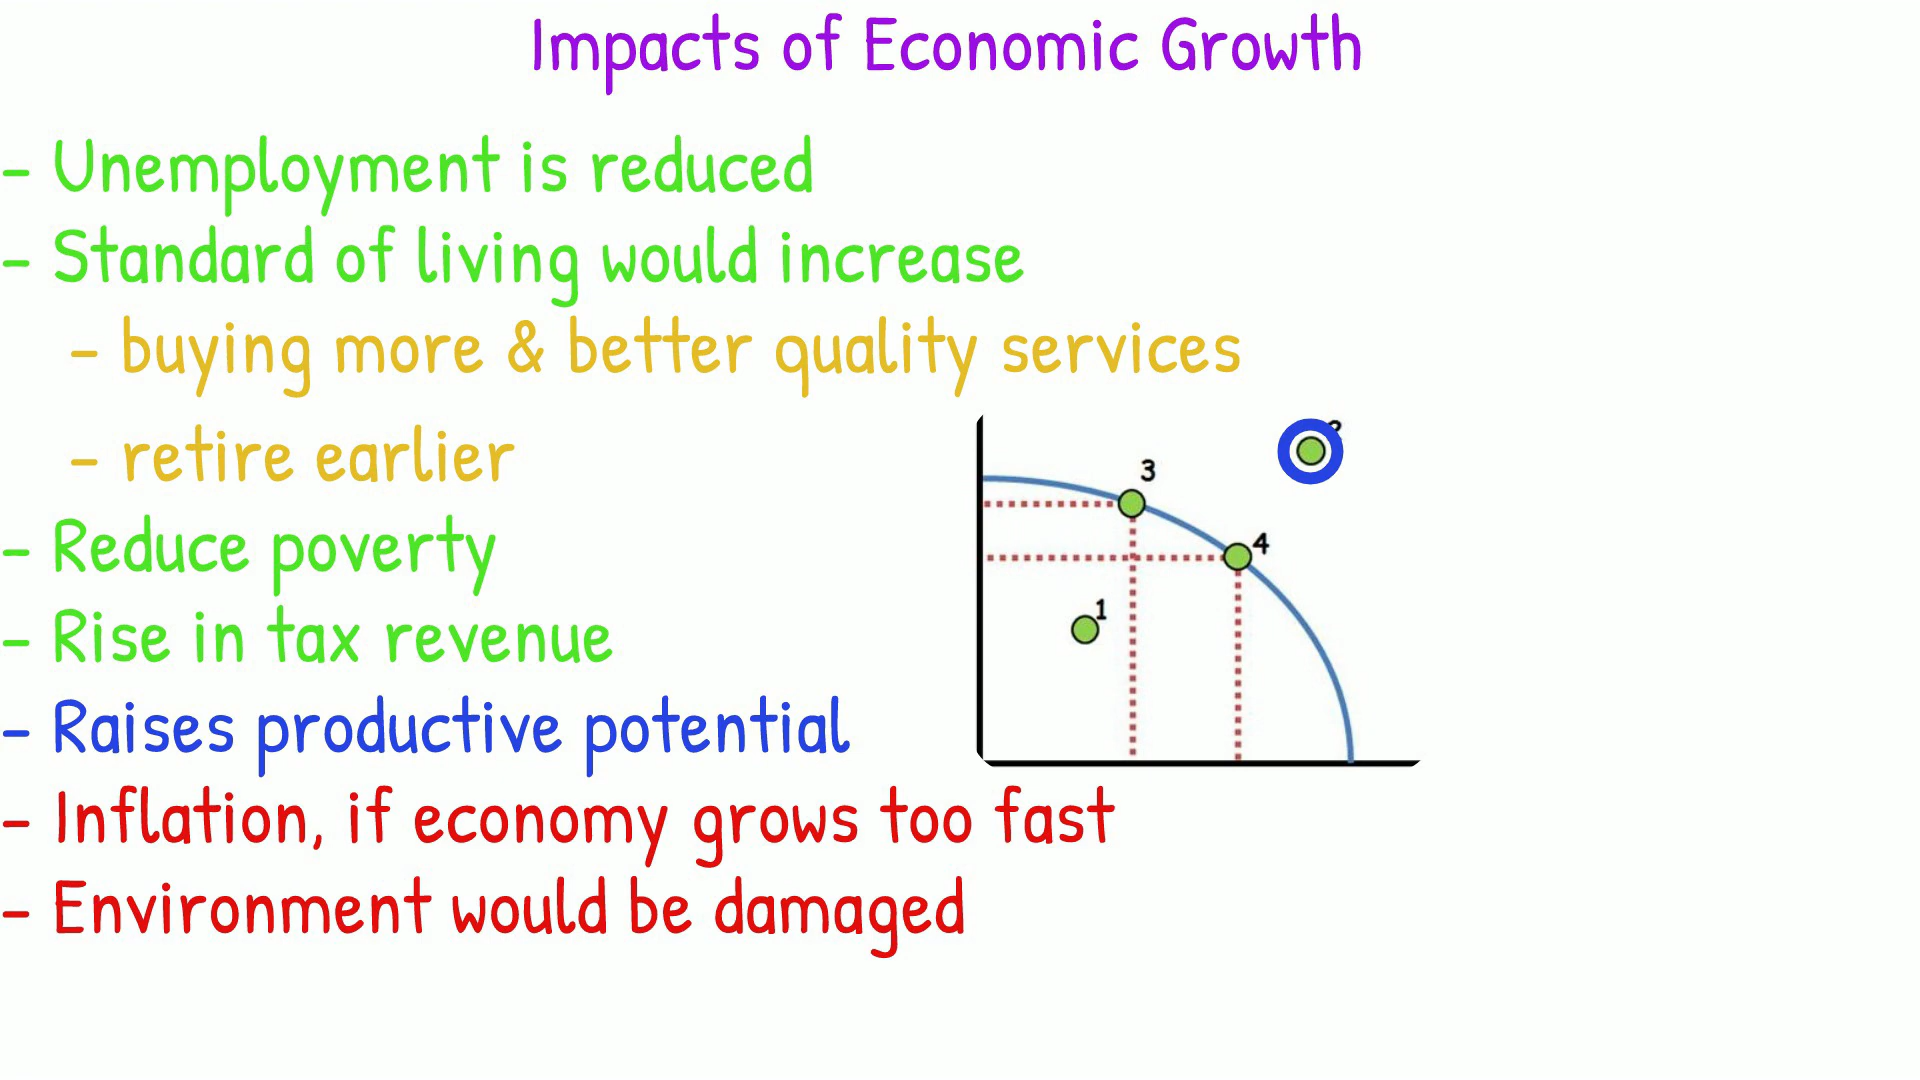 Impacts of Economic Growth
- Unemployment is reduced
- Standard of living would increase
- buying more & better quality services
- retire earlier
- Reduce poverty
- Rise in tax revenue
- Raises productive potential
- Inflation, if economy grows too fast
- Environment would be damaged
3
4
1